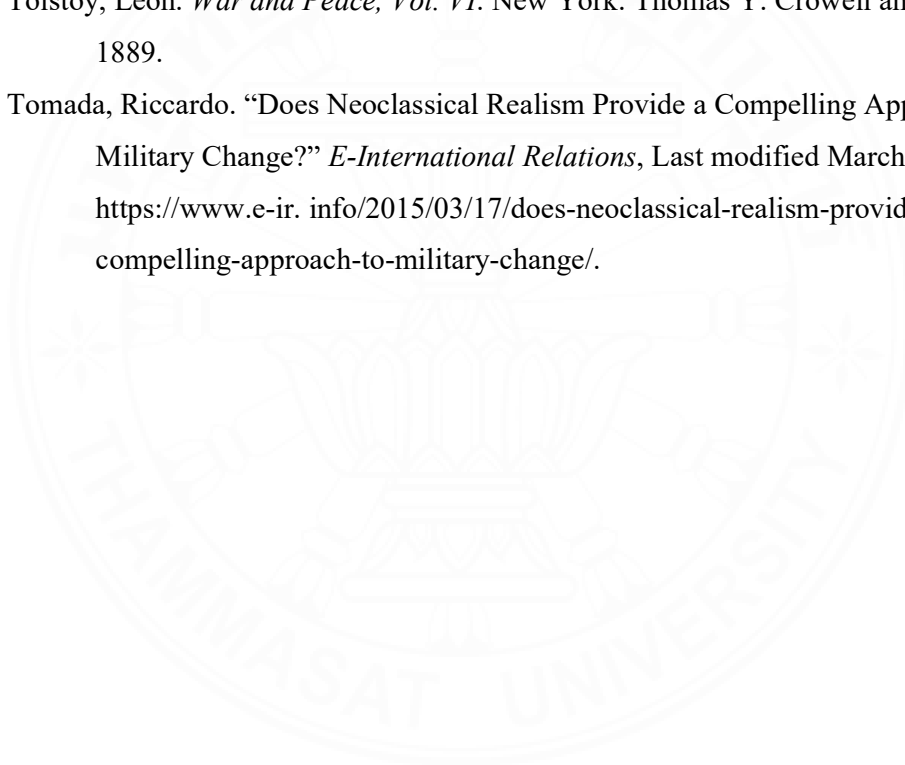 Tolstoy, Leon. War and Peace, Vol. VI. New York: Thomas Y. Crowell
1889.
Tomada, Riccardo. “Does Neoclassical Realism Provide a Compelling
Military Change?” E-International Relations, Last modified March
https://www.e-ir. info/2015/03/17/does-neoclassical-realism-provid
compelling-approach-to-military-change/.
THAMMASAT UNIVERSITY